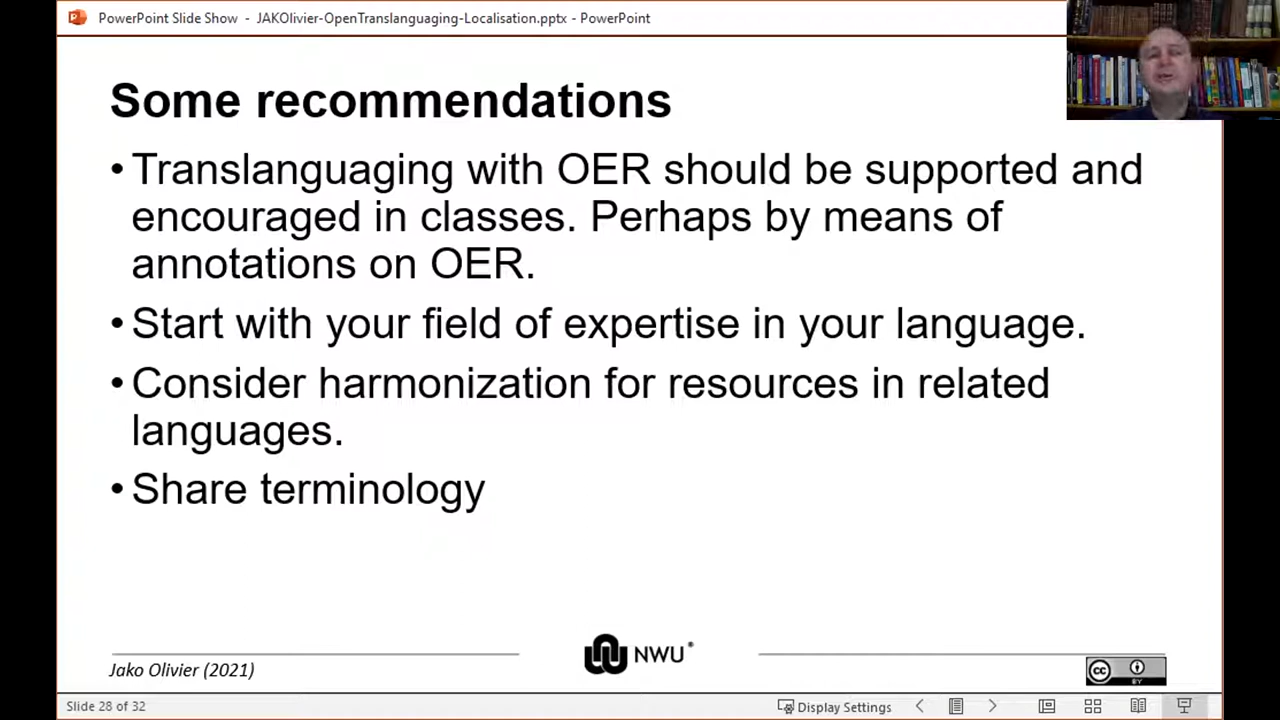 PowerPoint Slide Show - JAKOlivier-OpenTranslanguaging-Localisation.pptx - PowerPoint
Some recommendations
• Translanguaging with OER should be supported and
encouraged in classes. Perhaps by means of
annotations on OER.
• Start with your field of expertise in your language.
• Consider harmonization for resources in related
languages.
• Share terminology
NWU®
Jako Olivier (2021)
cc BY
Slide 28 of 32
Display Settings